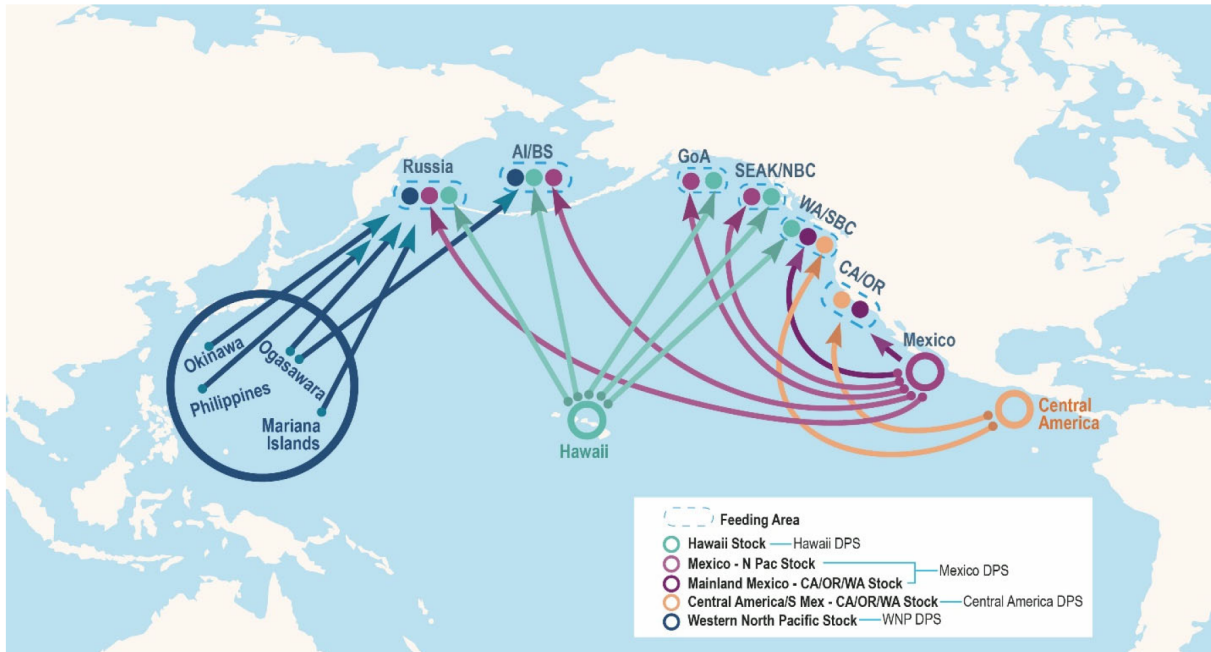 Russia
AI/BS
GoA
SEAK/NBC
WA/SBC
CA/OR
Mexico
Central
America
Hawaii
Okinawa
Ogasawara
Philippines
Mariana
Islands
Feeding Area
Hawaii Stock Hawaii DPS
Mexico - N Pac Stock
Mexico DPS
Mainland Mexico - CA/OR/WA Stock
Central America/S Mex - CA/OR/WA Stock Central America DPS
Western North Pacific Stock WNP DPS